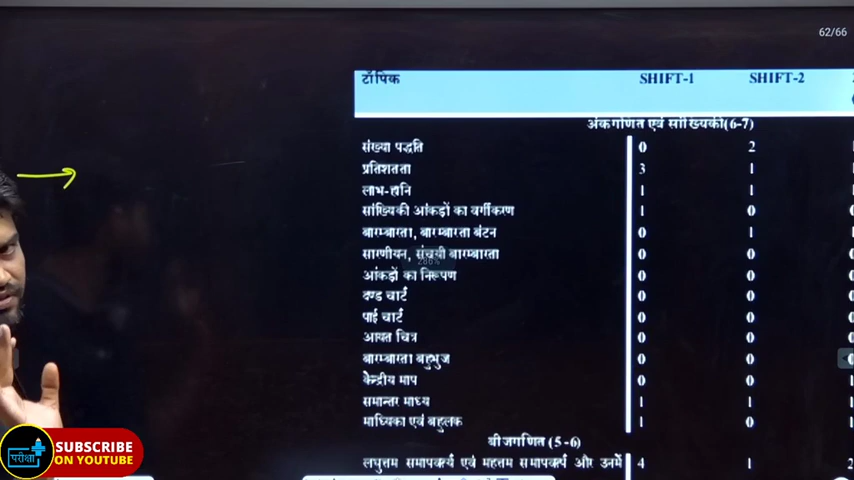 62/66
टॉपिक SHIFT-1 SHIFT-2
अंकगणित एवं सांख्यिकी(6-7)
संख्या पद्धति 0 2
प्रतिशतता 3 1
लाभ-हानि 1 1
सांख्यिकी आंकड़ों का वर्गीकरण 1 0
बारम्बारता, बारम्बारता बंटन 0 1
सारणीयन, संचयी बारम्बारता 0 0
286%
आंकड़ों का निरूपण 0 0
दण्ड चार्ट 0 0
पाई चार्ट 0 0
आयत चित्र 0 0
बारम्बारता बहुभुज 0 0
केन्द्रीय माप 0 0
समान्तर माध्य 1 1
माध्यिका एवं बहुलक 1 0
बीजगणित (5-6)
लघुत्तम समापवर्त्य एवं महत्तम समापवर्त्य और उनमें 4 1 2
परीक्षा
SUBSCRIBE
ON YOUTUBE